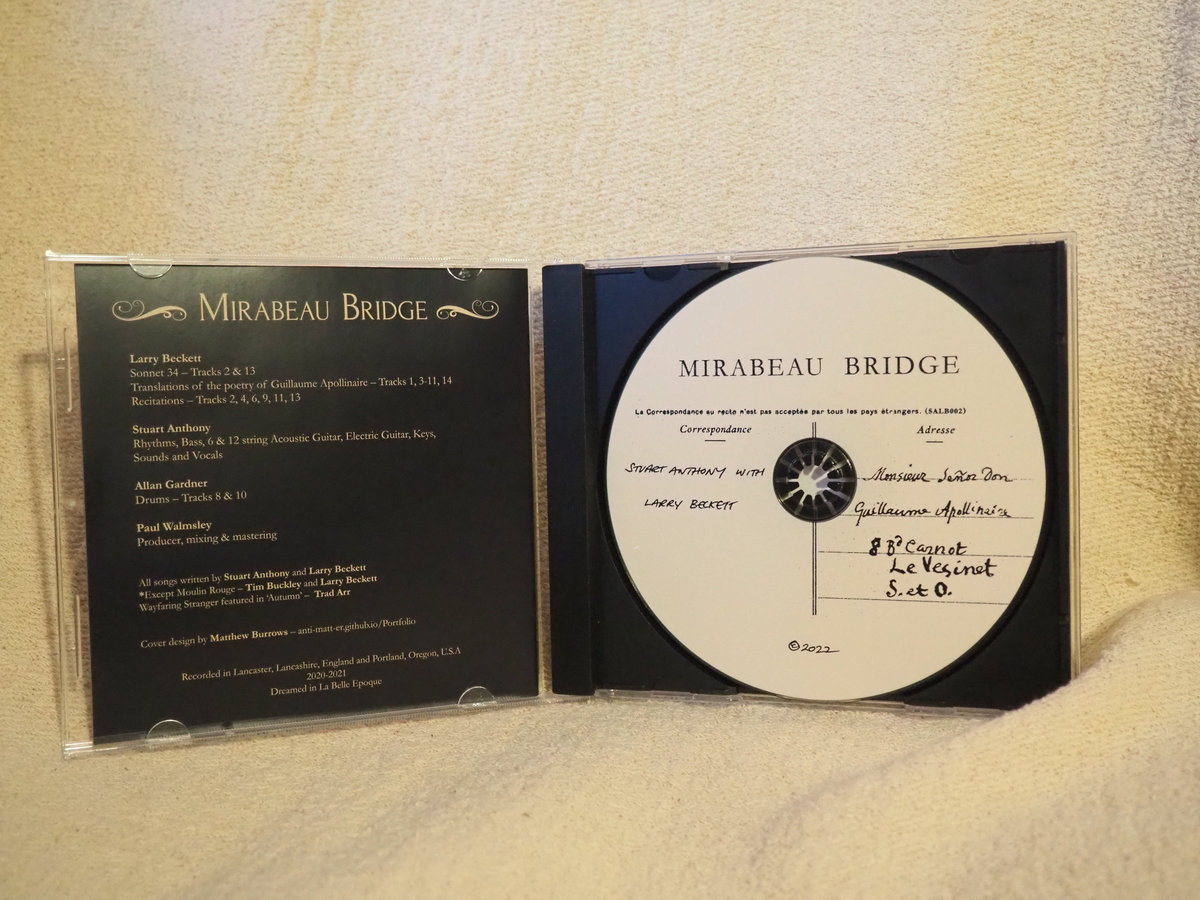 MIRABEAU BRIDGE
Larry Beckett
Sonnet 34 – Tracks 2 & 13
Translations of the poetry of Guillaume Apollinaire – Tracks 1, 3-11, 14
Recitations – Tracks 2, 4, 6, 9, 11, 13
Stuart Anthony
Rhythms, Bass, 6 & 12 string Acoustic Guitar, Electric Guitar, Keys,
Sounds and Vocals
Allan Gardner
Drums – Tracks 8 & 10
Paul Walmsley
Producer, mixing & mastering
All songs written by Stuart Anthony and Larry Beckett
*Except Moulin Rouge – Tim Buckley and Larry Beckett
Wayfaring Stranger featured in 'Autumn' – Trad Arr
Cover design by Matthew Burrows – anti-matt-er.github.io/Portfolio
Recorded in Lancaster, Lancashire, England and Portland, Oregon, U.S.A
2020-2021
Dreamed in La Belle Epoque
MIRABEAU BRIDGE
La Correspondance au recto n'est pas acceptée par tous les pays étrangers. (SALB002)
Correspondance
STUART ANTHONY WITH
LARRY BECKETT
Adresse
Monsieur Señor Don
Guillaume Apollinaire
8 Bd Carnot
Le Vesinet
S. et O.
©2022